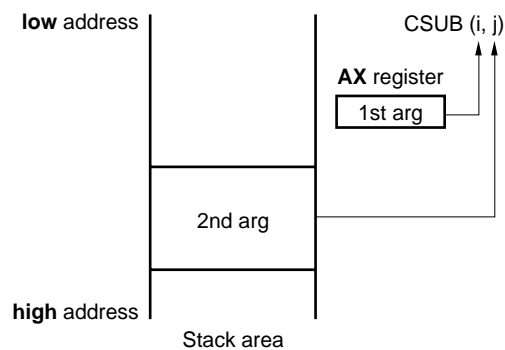 low address
CSUB (i, j)
AX register
1st arg
2nd arg
high address
Stack area